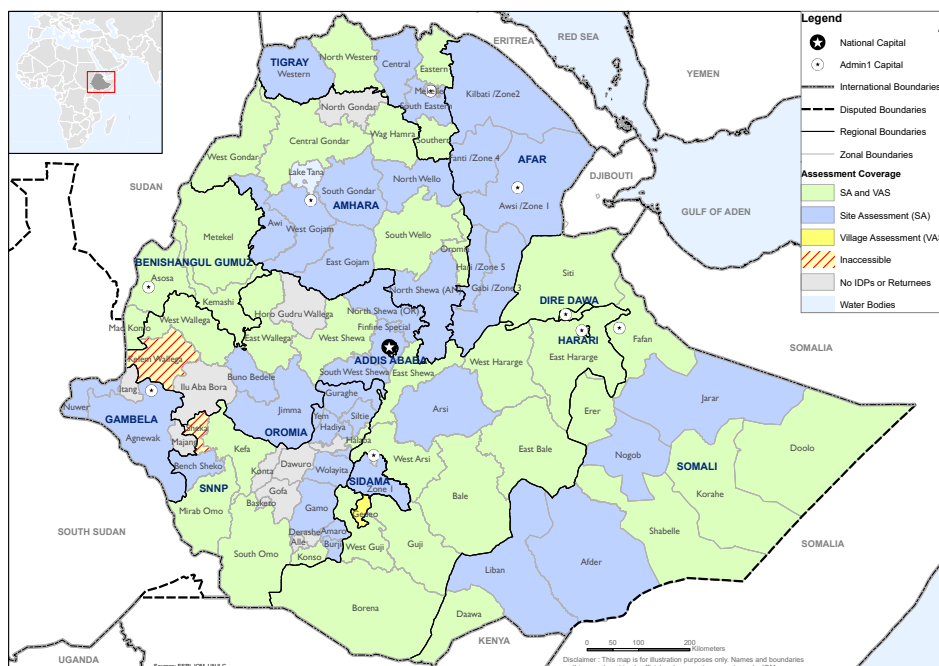 Legend
National Capital
Admin1 Capital
International Boundaries
Disputed Boundaries
Regional Boundaries
Zonal Boundaries
Assessment Coverage
SA and VAS
Site Assessment (SA)
Village Assessment (VAS
Inaccessible
No IDPs or Returnees
Water Bodies
ERITREA
RED SEA
YEMEN
SUDAN
DJIBOUTI
GULF OF ADEN
SOMALIA
SOMALIA
SOUTH SUDAN
UGANDA
KENYA
TIGRAY
Western
North Western
Central
Eastern
Mekelle
South Eastern
Southern
Kilbati /Zone2
North Gondar
Wag Hamra
Central Gondar
West Gondar
Lake Tana
South Gondar
North Wello
AMHARA
AFAR
Awsi /Zone 1
Awi
West Gojam
East Gojam
South Wello
Oromia
Hari /Zone 5
Gabi /Zone 3
Metekel
BENISHANGUL GUMUZ
Asosa
Kemashi
Mao Komo
West Wallega
Horo Gudru Wallega
North Shewa (AM)
North Shewa (OR)
Finfine Special
East Wallega
West Shewa
ADDIS ABABA
South West Shewa
East Shewa
Siti
DIRE DAWA
HARARI
West Hararge
East Hararge
Fafan
Kelem Wallega
Ilu Aba Bora
Buno Bedele
Itang
Nuwer
GAMBELA
Agnewak
Majang
Sheka
Jimma
OROMIA
Guraghe
Yem
Siltie
Hadiya
Halaba
Arsi
Erer
Jarar
Nogob
SOMALI
Doolo
Korahe
Shabelle
Kefa
Bench Sheko
SNNP
Mirab Omo
Konta
Dawuro
Wolayita
Gofa
Basketo
Gamo
SIDAMA
Zone 1
West Arsi
East Bale
Bale
Gedeo
Derashe
Amaro
Alle
Burji
Konso
West Guji
Guji
South Omo
Borena
Liban
Afder
Daawa
0 50 100 200
Kilometers
Disclaimer : This map is for illustration purposes only. Names and boundaries